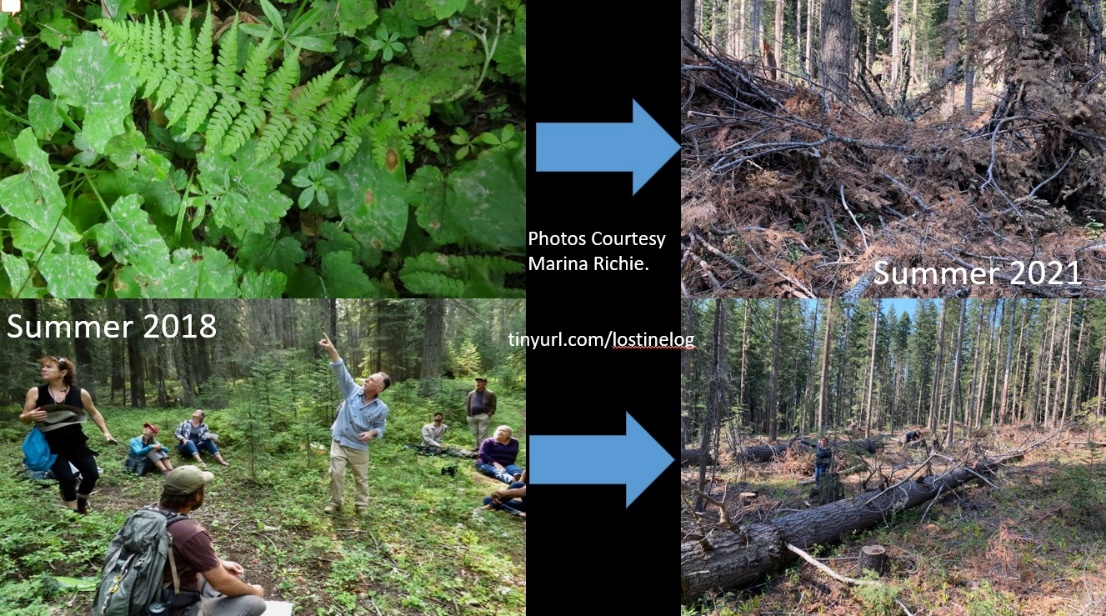 Photos Courtesy
Marina Richie.
Summer 2021
Summer 2018
tinyurl.com/lostinelog